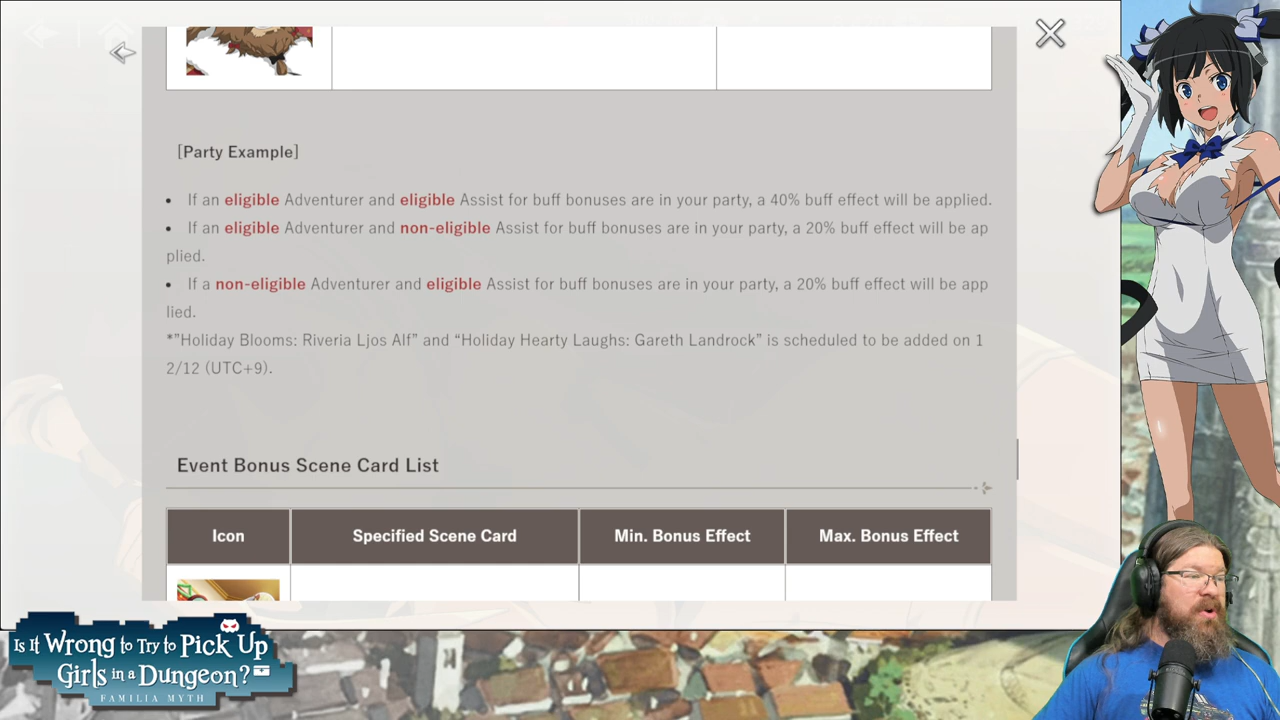 [Party Example]
• If an eligible Adventurer and eligible Assist for buff bonuses are in your party, a 40% buff effect will be applied.
• If an eligible Adventurer and non-eligible Assist for buff bonuses are in your party, a 20% buff effect will be ap
plied.
• If a non-eligible Adventurer and eligible Assist for buff bonuses are in your party, a 20% buff effect will be app
lied.
*”Holiday Blooms: Riveria Ljos Alf” and “Holiday Hearty Laughs: Gareth Landrock” is scheduled to be added on 1
2/12 (UTC+9).
Event Bonus Scene Card List
Icon Specified Scene Card Min. Bonus Effect Max. Bonus Effect
Is It Wrong to Try to Pick Up
Girls in a Dungeon?
FAMILIA MYTH